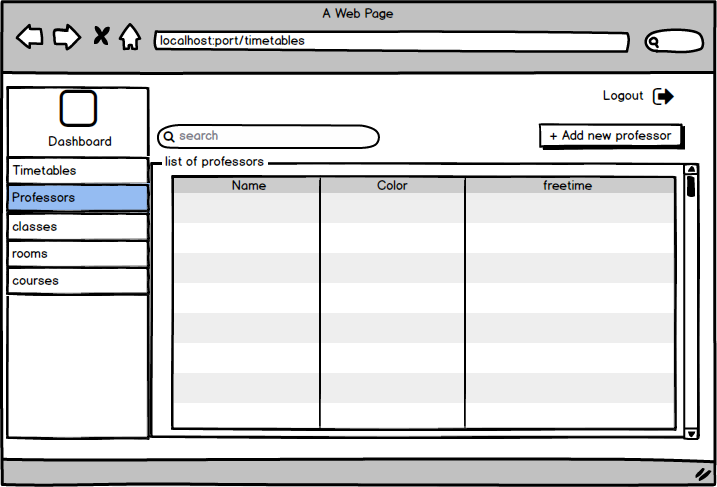 A Web Page
localhost:port/timetables
Logout
Dashboard
search
+ Add new professor
Timetables
Professors
classes
rooms
courses
list of professors
Name Color freetime